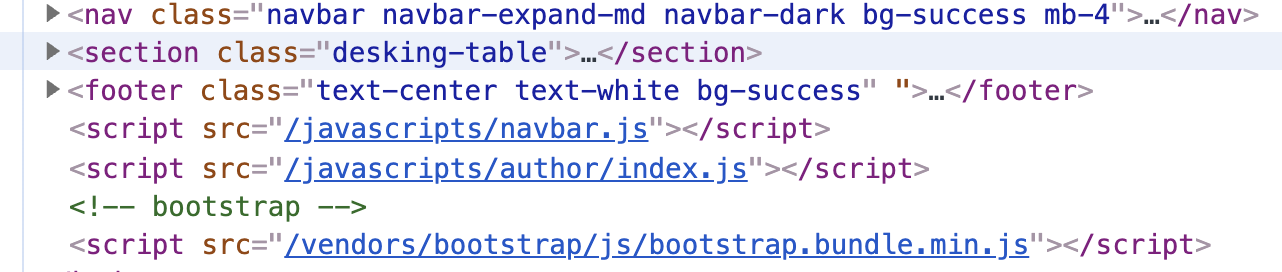 ▶<nav class="navbar navbar-expand-md navbar-dark bg-success mb-4">…</nav>
▶<section class="desking-table">…</section>
▶<footer class="text-center text-white bg-success" ">…</footer>
<script src="/javascripts/navbar.js"></script>
<script src="/javascripts/author/index.js"></script>
<!-- bootstrap -->
<script src="/vendors/bootstrap/js/bootstrap.bundle.min.js"></script>